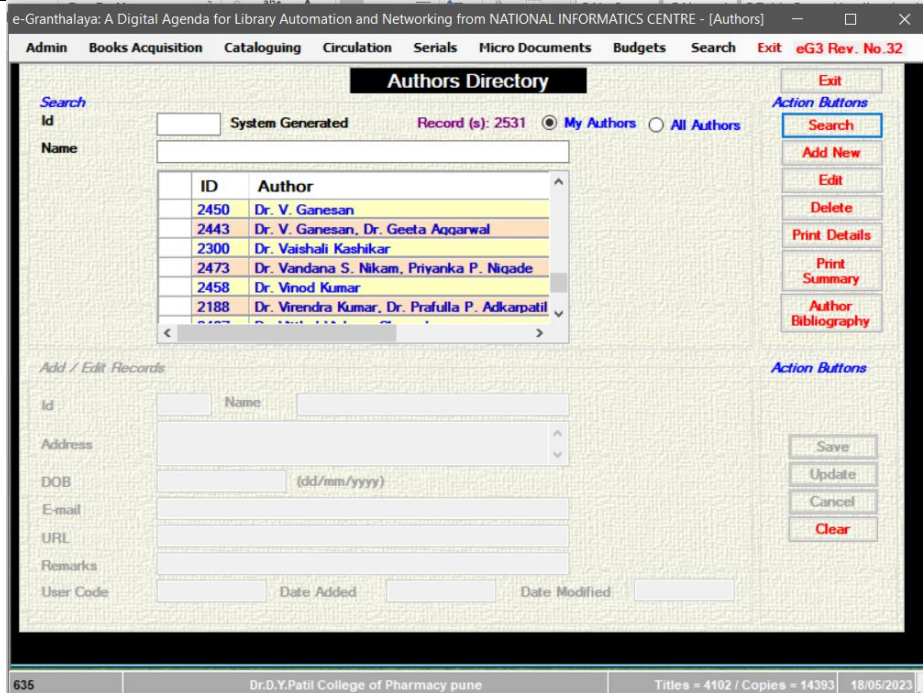 e-Granthalaya: A Digital Agenda for Library Automation and Networking from NATIONAL INFORMATICS CENTRE - [Authors]
Admin Books Acquisition Cataloguing Circulation Serials Micro Documents Budgets Search Exit eG3 Rev. No.32
Authors Directory
Exit
Search
Action Buttons
Id System Generated Record (s): 2531 My Authors All Authors
Search
Name
Add New
ID Author
Edit
2450 Dr. V. Ganesan
Delete
2443 Dr. V. Ganesan, Dr. Geeta Aggarwal
2300 Dr. Vaishali Kashikar
Print Details
2473 Dr. Vandana S. Nikam, Priyanka P. Nigade
Print
Summary
2458 Dr. Vinod Kumar
2188 Dr. Virendra Kumar, Dr. Prafulla P. Adkarpatil
Author
Bibliography
Add / Edit Records
Action Buttons
Id Name
Address
Save
DOB (dd/mm/yyyy)
Update
E-mail
Cancel
URL
Clear
Remarks
User Code Date Added Date Modified
635 Dr.D.Y.Patil College of Pharmacy pune Titles = 4102 / Copies = 14393 18/05/2023